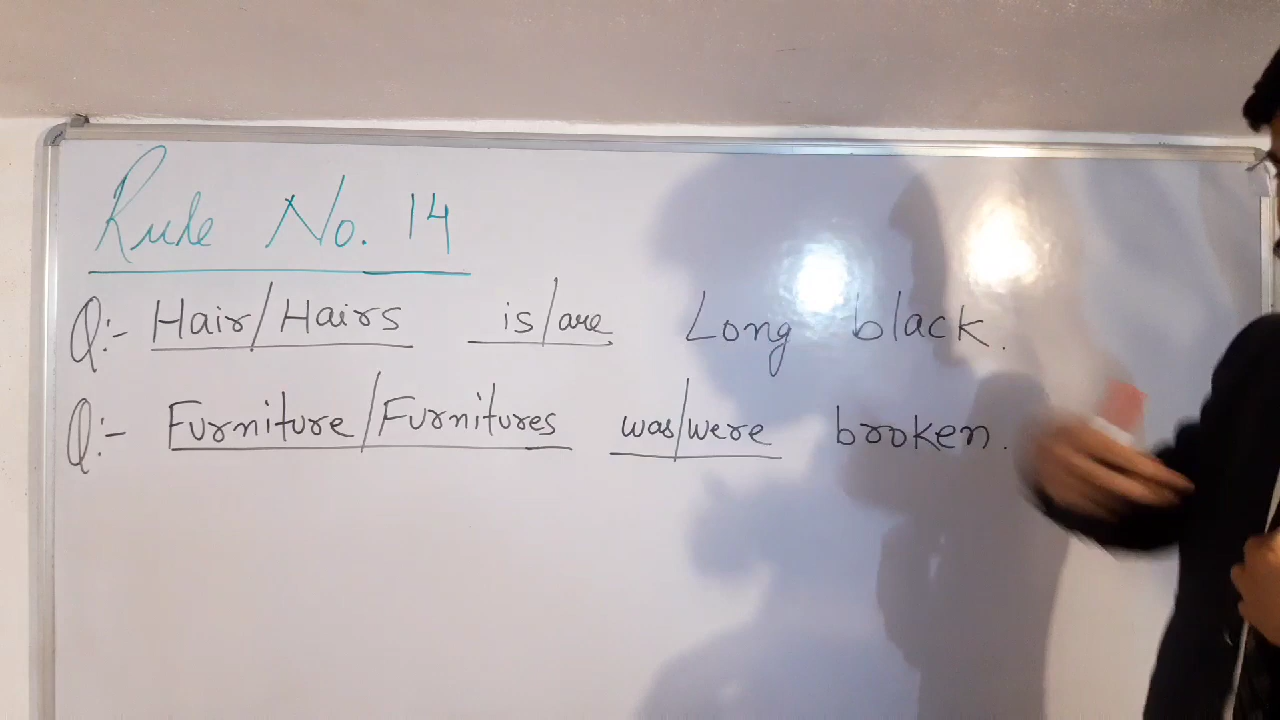 Rule No. 14
Q:- Hair/Hairs is/are Long black.
Q:- Furniture/Furnitures was/were broken.